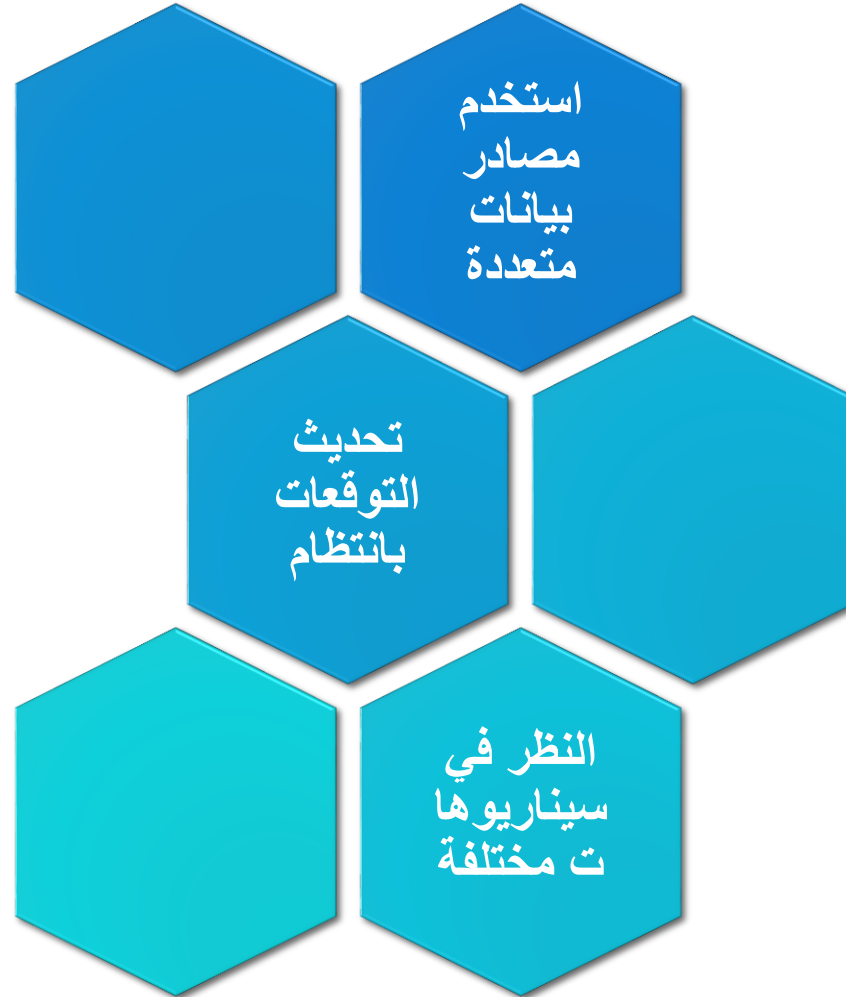 استخدم
مصادر
بيانات
متعددة
تحديث
التوقعات
بانتظام
النظر في
سيناريوها
ت مختلفة